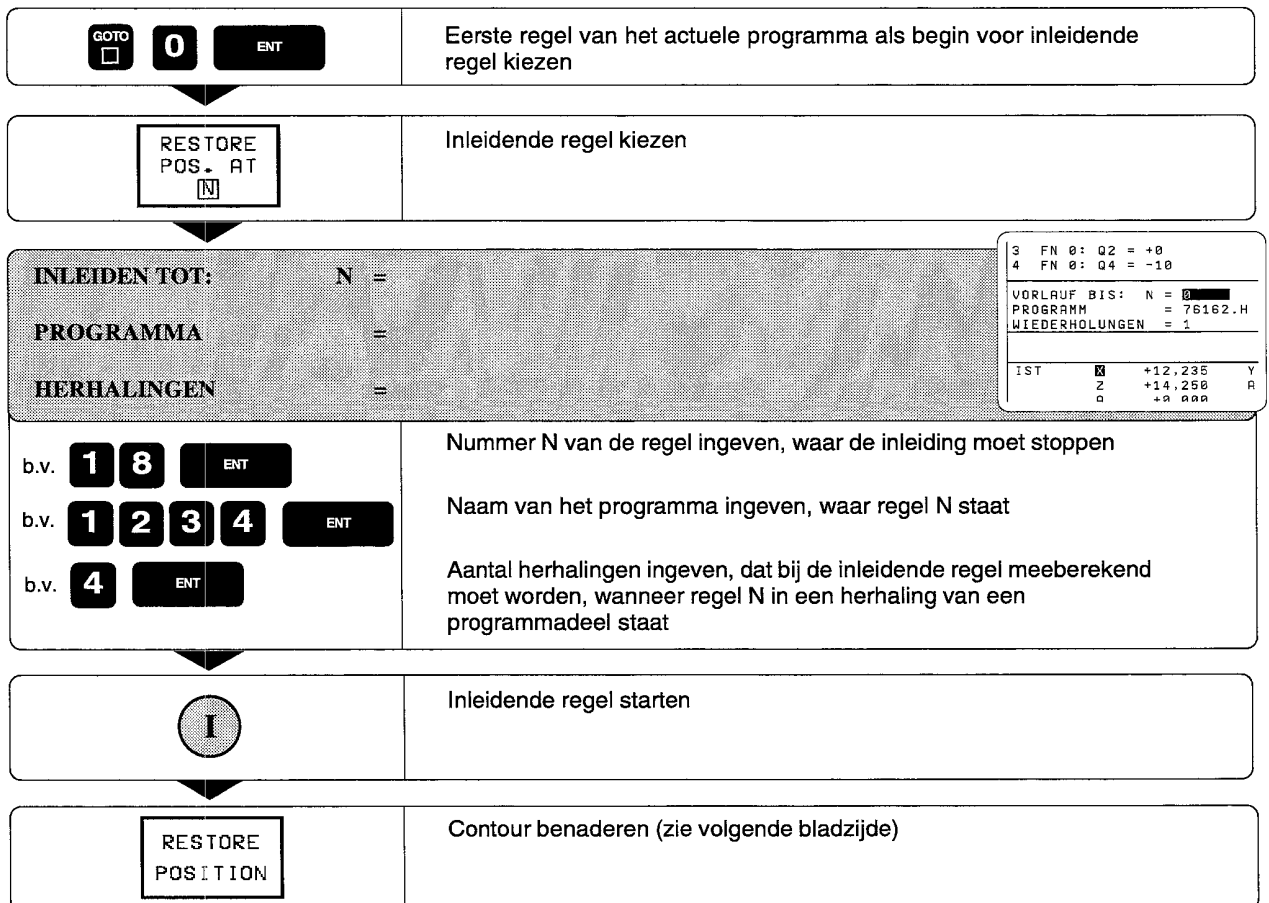 GOTO 0 ENT
Eerste regel van het actuele programma als begin voor inleidende
regel kiezen
RESTORE
POS. AT
N
Inleidende regel kiezen
INLEIDEN TOT: N =
PROGRAMMA =
HERHALINGEN =
3 FN 0: Q2 = +0
4 FN 0: Q4 = -10
VORLAUF BIS: N = 0
PROGRAMM = 76162.H
WIEDERHOLUNGEN = 1
IST X +12,235 Y
Z +14,250 A
+0,000
b.v. 1 8 ENT
Nummer N van de regel ingeven, waar de inleiding moet stoppen
b.v. 1 2 3 4 ENT
Naam van het programma ingeven, waar regel N staat
b.v. 4 ENT
Aantal herhalingen ingeven, dat bij de inleidende regel meeberekend
moet worden, wanneer regel N in een herhaling van een
programmadeel staat
I
Inleidende regel starten
RESTORE
POSITION
Contour benaderen (zie volgende bladzijde)